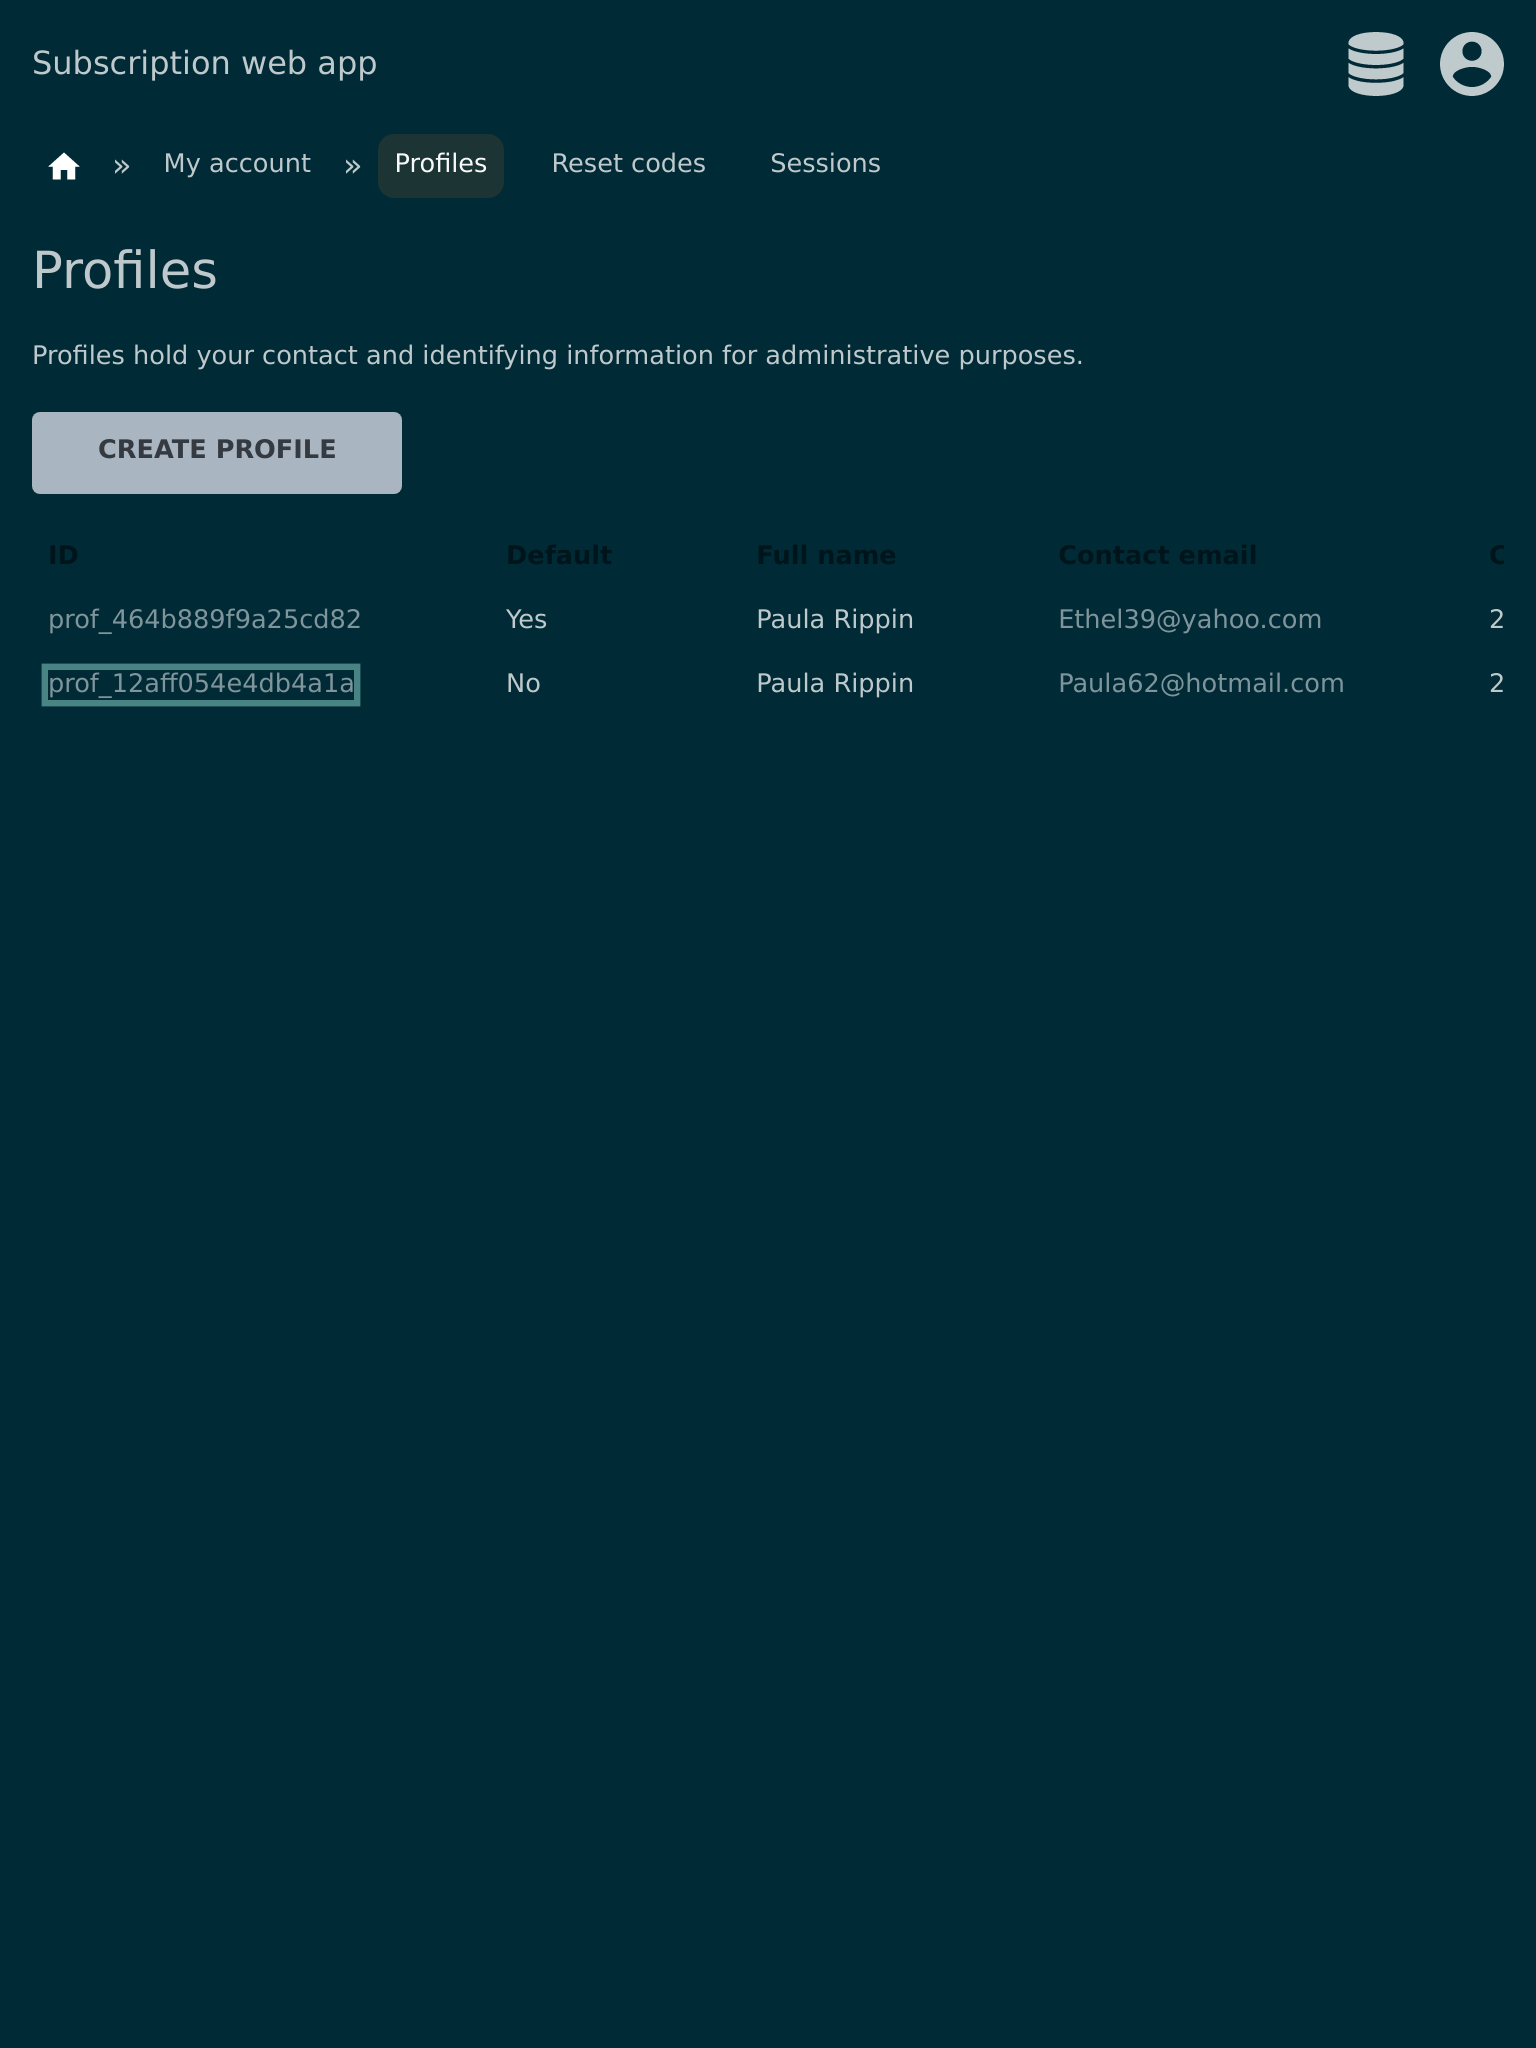 Subscription web app
» My account » Profiles Reset codes Sessions
Profiles
Profiles hold your contact and identifying information for administrative purposes.
CREATE PROFILE
ID Default Full name Contact email C
prof_464b889f9a25cd82 Yes Paula Rippin Ethel39@yahoo.com 2
prof_12aff054e4db4a1a No Paula Rippin Paula62@hotmail.com 2